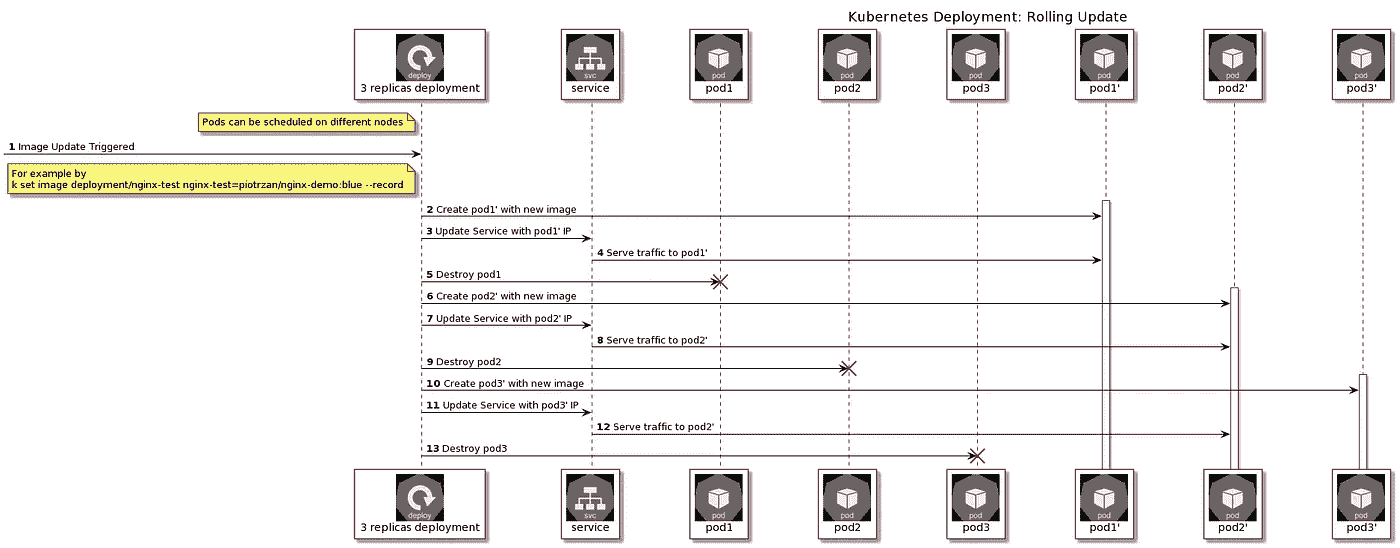 Kubernetes Deployment: Rolling Update
deploy
3 replicas deployment
svc
service
pod
pod1
pod
pod2
pod
pod3
pod
pod1'
pod
pod2'
pod
pod3'
Pods can be scheduled on different nodes
1 Image Update Triggered
For example by
k set image deployment/nginx-test nginx-test=piotrzan/nginx-demo:blue --record
2 Create pod1' with new image
3 Update Service with pod1' IP
4 Serve traffic to pod1'
5 Destroy pod1
6 Create pod2' with new image
7 Update Service with pod2' IP
8 Serve traffic to pod2'
9 Destroy pod2
10 Create pod3' with new image
11 Update Service with pod3' IP
12 Serve traffic to pod2'
13 Destroy pod3
deploy
3 replicas deployment
svc
service
pod
pod1
pod
pod2
pod
pod3
pod
pod1'
pod
pod2'
pod
pod3'